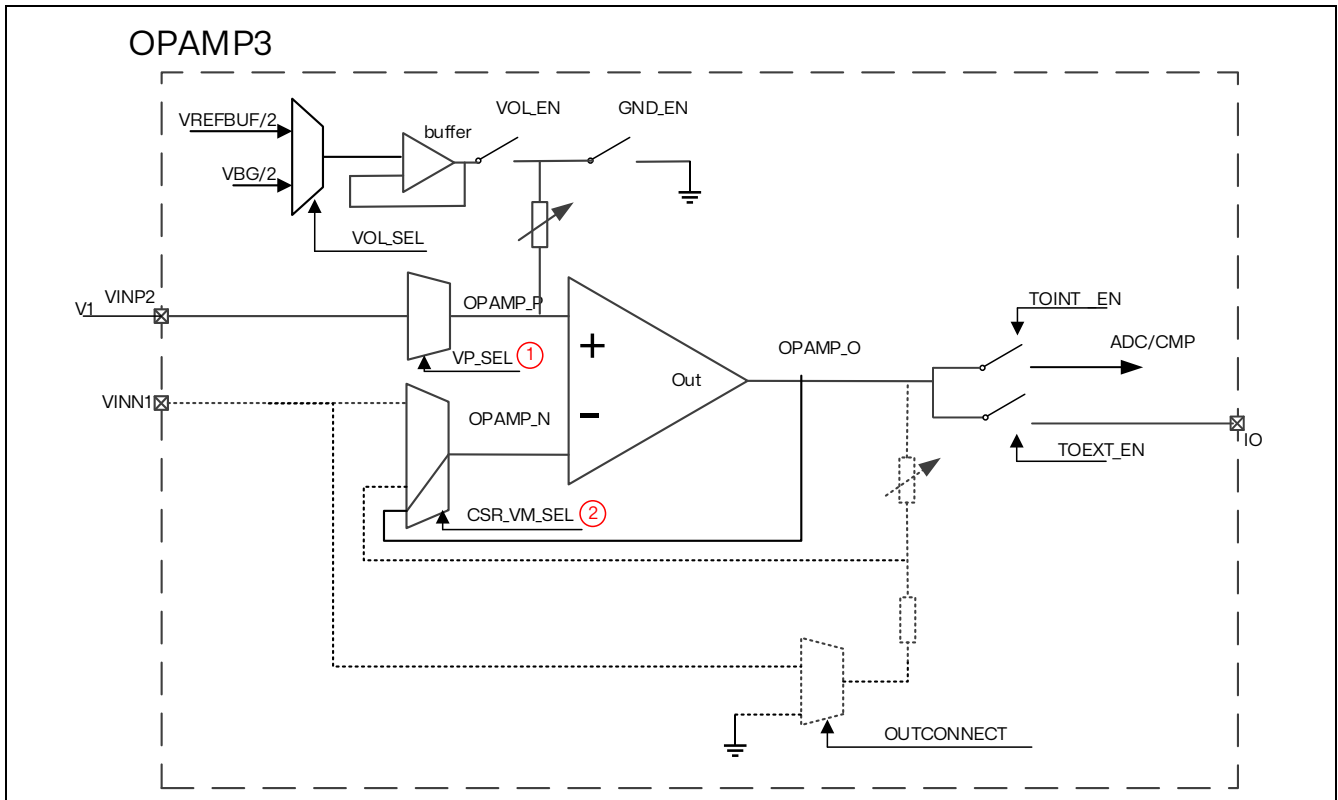 OPAMP3
VREFBUF/2
VBG/2
VOL_SEL
buffer
VOL_EN
GND_EN
V1
VINP2
OPAMP_P
VP_SEL 1
VINN1
OPAMP_N
CSR_VM_SEL 2
+
-
Out
OPAMP_O
TOINT _EN
ADC/CMP
TOEXT_EN
IO
OUTCONNECT